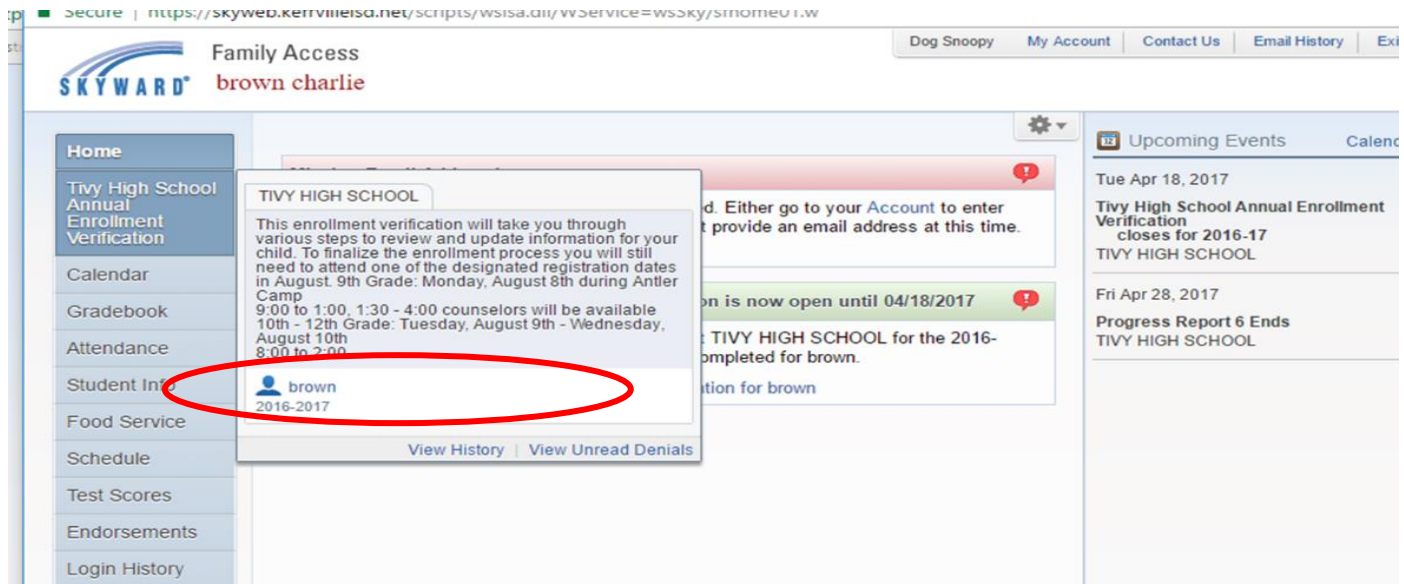 Secure | https://skyweb.kerrvilleisd.net/scripts/wsisa.dll/WService=wsSky/sfhome01.w
SKYWARD®
Family Access
brown charlie
Dog Snoopy My Account Contact Us Email History
Home
Tivy High School
Annual
Enrollment
Verification
Calendar
Gradebook
Attendance
Student Info
Food Service
Schedule
Test Scores
Endorsements
Login History
TIVY HIGH SCHOOL
This enrollment verification will take you through
various steps to review and update information for your
child. To finalize the enrollment process you will still
need to attend one of the designated registration dates
in August. 9th Grade: Monday, August 8th during Antler
Camp
9:00 to 1:00, 1:30 - 4:00 counselors will be available
10th - 12th Grade: Tuesday, August 9th - Wednesday,
August 10th
8:00 to 2:00
brown
2016-2017
View History | View Unread Denials
d. Either go to your Account to enter
t provide an email address at this time.
on is now open until 04/18/2017
t TIVY HIGH SCHOOL for the 2016-
ompleted for brown.
tion for brown
12 Upcoming Events
Tue Apr 18, 2017
Tivy High School Annual Enrollment
Verification
closes for 2016-17
TIVY HIGH SCHOOL
Fri Apr 28, 2017
Progress Report 6 Ends
TIVY HIGH SCHOOL